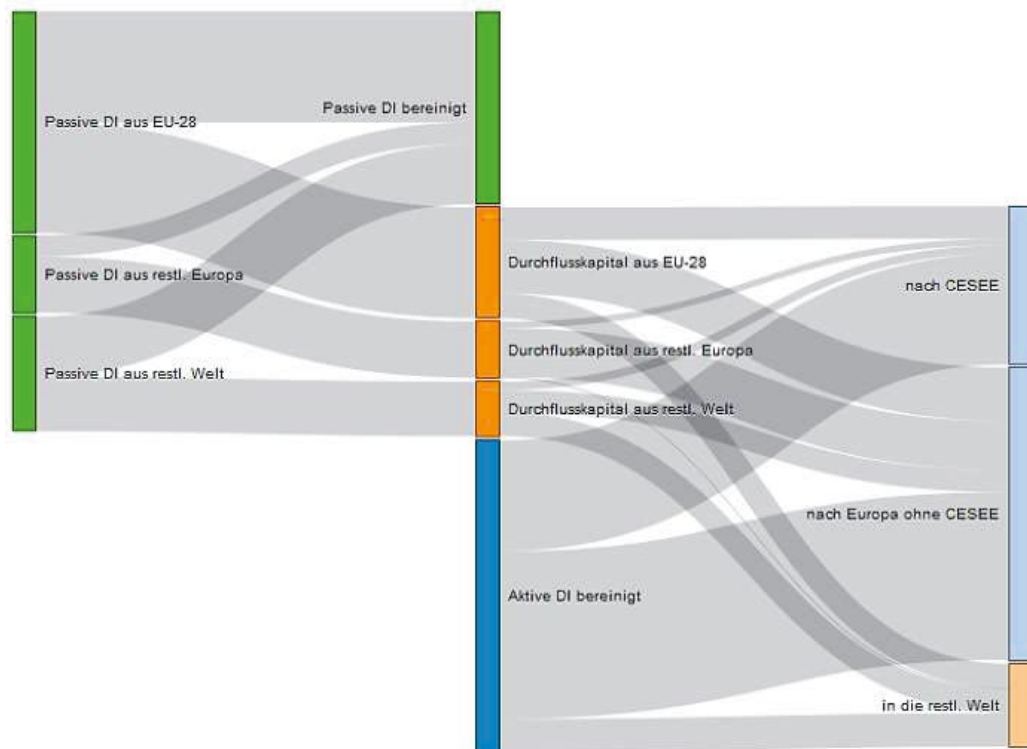 Passive DI bereinigt
Passive DI aus EU-28
Passive DI aus restl. Europa
Passive DI aus restl. Welt
Durchflusskapital aus EU-28
Durchflusskapital aus restl. Europa
Durchflusskapital aus restl. Welt
Aktive DI bereinigt
nach CESEE
nach Europa ohne CESEE
in die restl. Welt